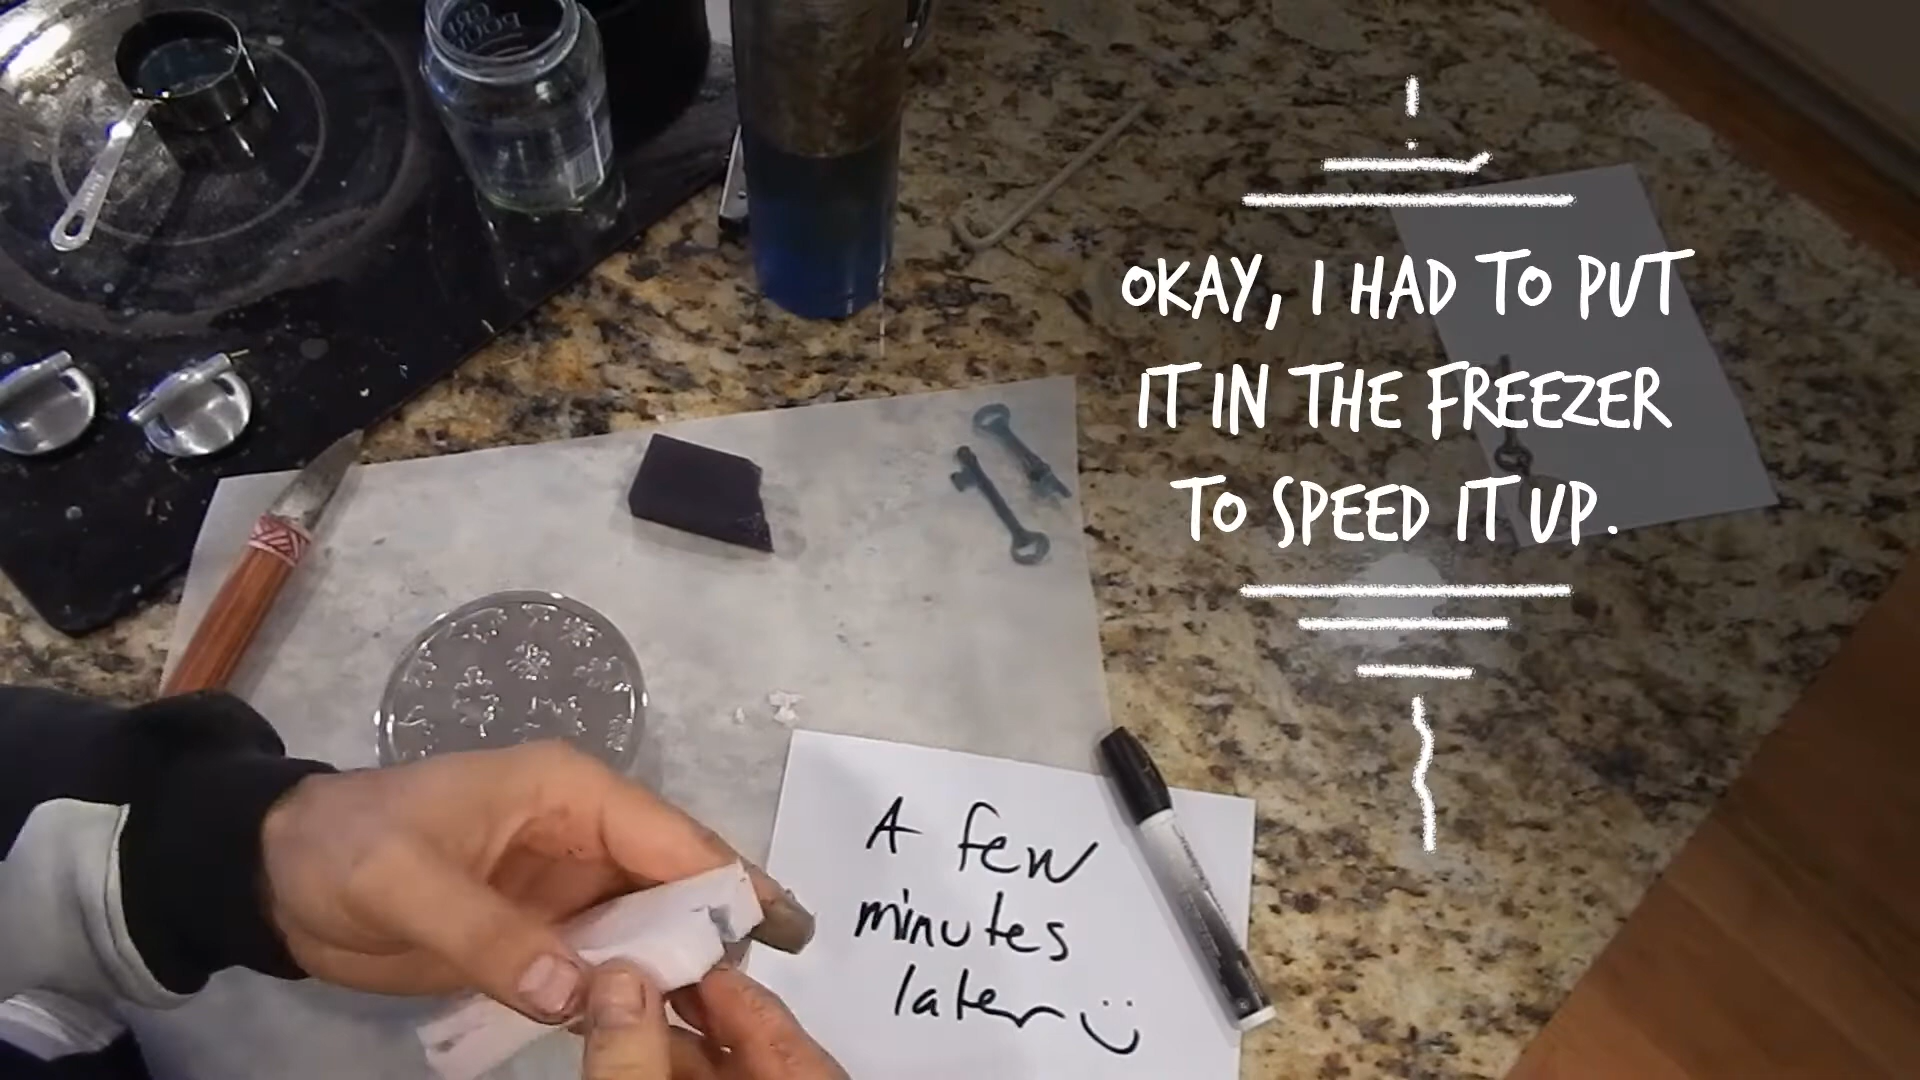 OKAY, I HAD TO PUT
IT IN THE FREEZER
TO SPEED IT UP.
A few
minutes
later